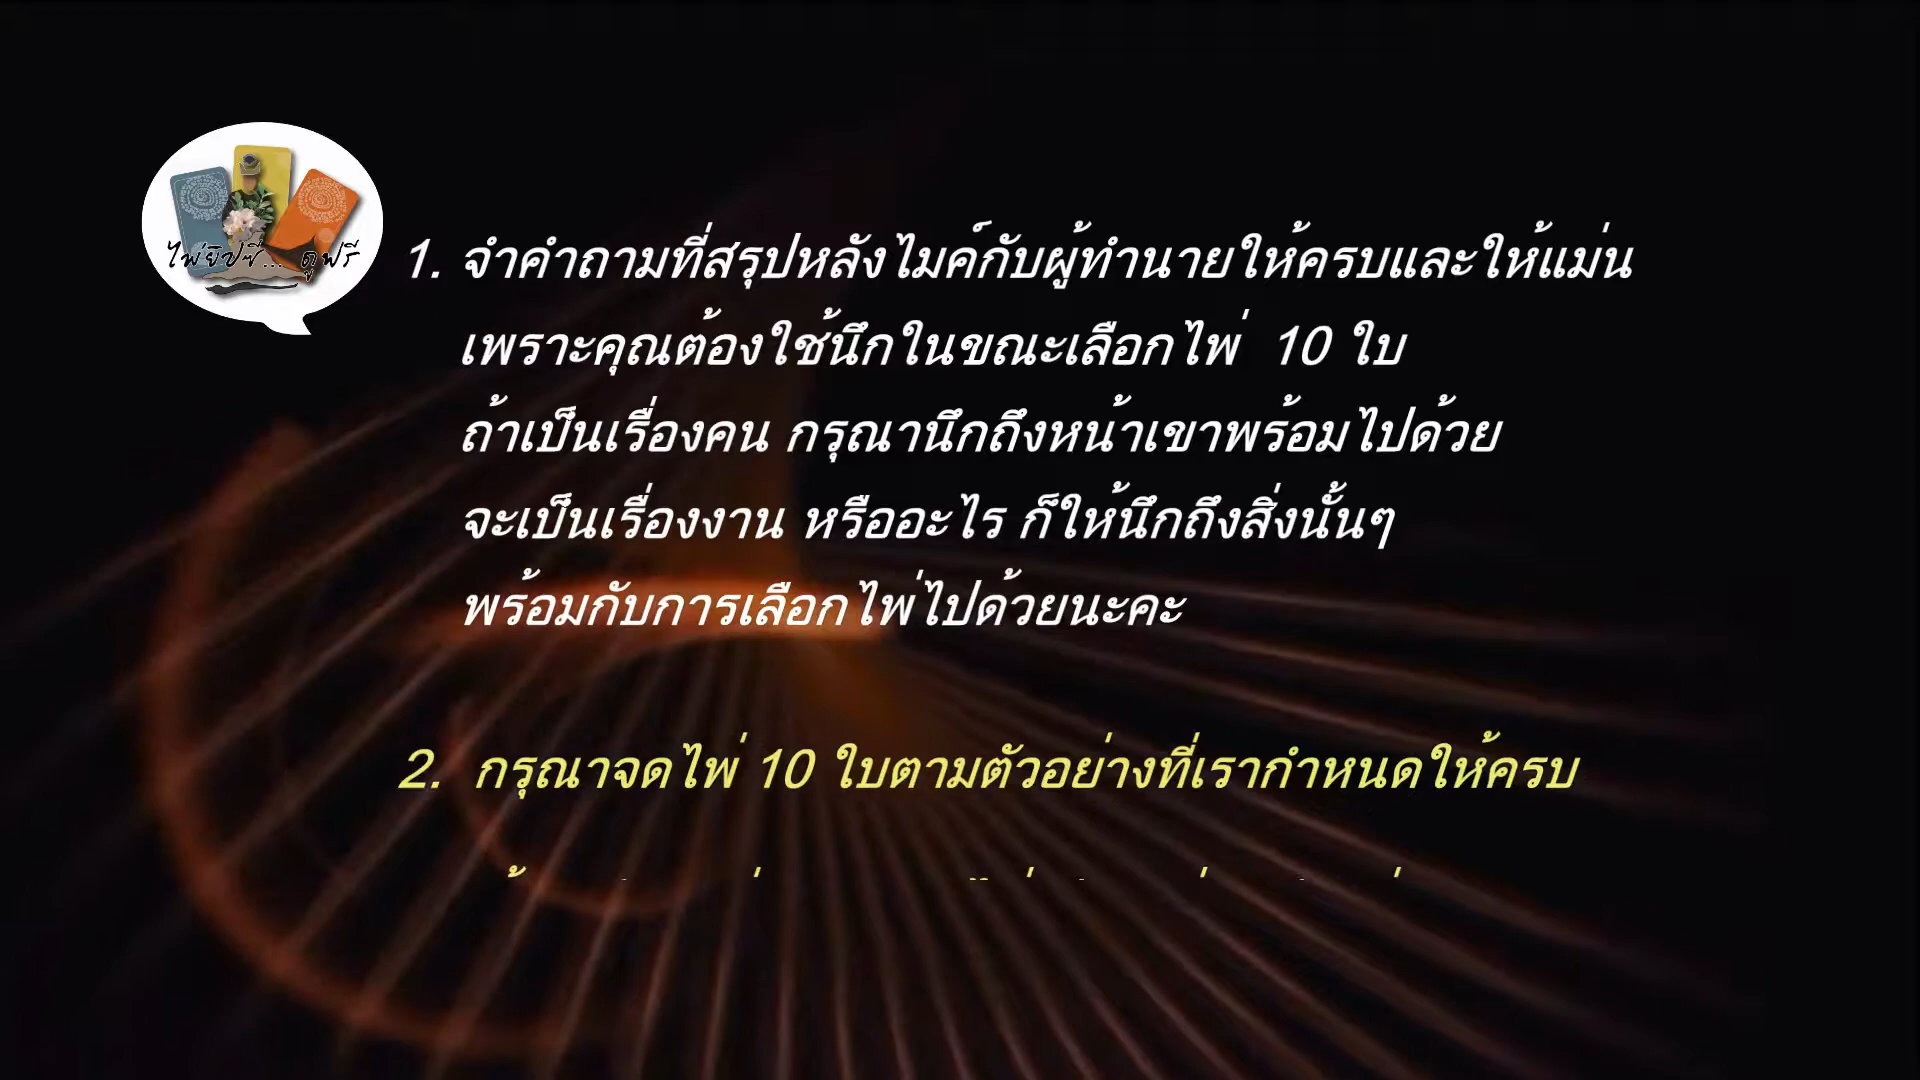 ไพ่ยิปซี... ดูฟรี
1. จำคำถามที่สรุปหลังไมค์กับผู้ทำนายให้ครบและให้แม่น
เพราะคุณต้องใช้นึกในขณะเลือกไพ่ 10 ใบ
ถ้าเป็นเรื่องคน กรุณานึกถึงหน้าเขาพร้อมไปด้วย
จะเป็นเรื่องงาน หรืออะไร ก็ให้นึกถึงสิ่งนั้นๆ
พร้อมกับการเลือกไพ่ไปด้วยนะคะ
2. กรุณาจดไพ่ 10 ใบตามตัวอย่างที่เรากำหนดให้ครบ